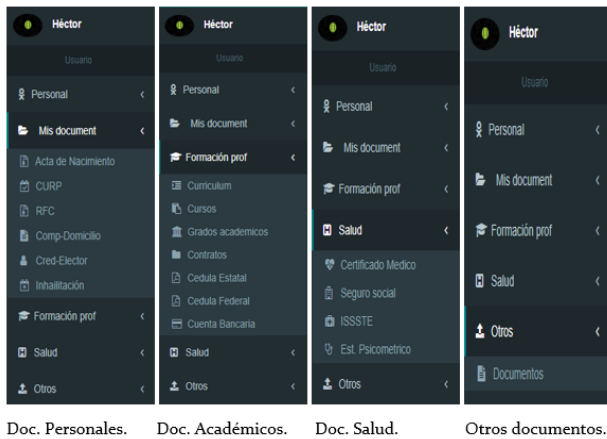 Héctor
Usuario
Personal
Mis document
Acta de Nacimiento
CURP
RFC
Comp-Domicilio
Cred-Elector
Inhailitación
Formación prof
Salud
Otros
Héctor
Usuario
Personal
Mis document
Formación prof
Curriculum
Cursos
Grados academicos
Contratos
Cedula Estatal
Cedula Federal
Cuenta Bancaria
Salud
Otros
Héctor
Usuario
Personal
Mis document
Formación prof
Salud
Certificado Medico
Seguro social
ISSSTE
Est. Psicometrico
Otros
Héctor
Usuario
Personal
Mis document
Formación prof
Salud
Otros
Documentos
Doc. Personales.
Doc. Académicos.
Doc. Salud.
Otros documentos.